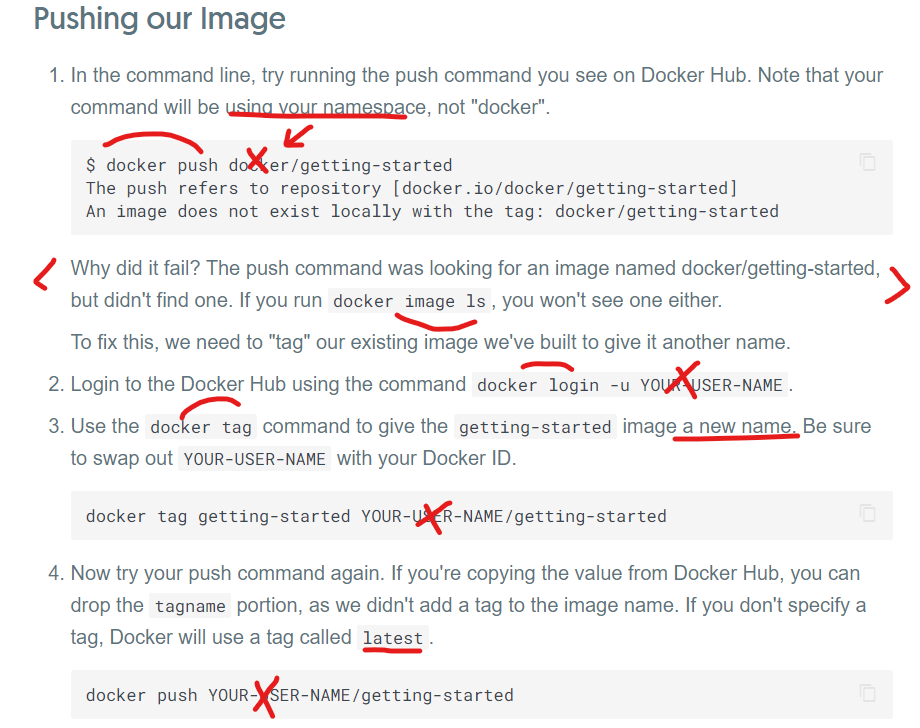 Pushing our Image
1. In the command line, try running the push command you see on Docker Hub. Note that your
command will be using your namespace, not "docker".
$ docker push docker/getting-started
The push refers to repository [docker.io/docker/getting-started]
An image does not exist locally with the tag: docker/getting-started
Why did it fail? The push command was looking for an image named docker/getting-started,
but didn't find one. If you run docker image ls, you won't see one either.
To fix this, we need to "tag" our existing image we've built to give it another name.
2. Login to the Docker Hub using the command docker login -u YOUR-USER-NAME.
3. Use the docker tag command to give the getting-started image a new name. Be sure
to swap out YOUR-USER-NAME with your Docker ID.
docker tag getting-started YOUR-USER-NAME/getting-started
4. Now try your push command again. If you're copying the value from Docker Hub, you can
drop the tagname portion, as we didn't add a tag to the image name. If you don't specify a
tag, Docker will use a tag called latest.
docker push YOUR-USER-NAME/getting-started